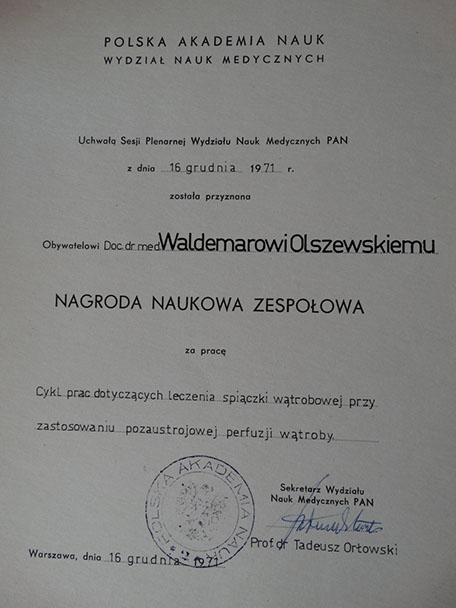 POLSKA AKADEMIA NAUK
WYDZIAŁ NAUK MEDYCZNYCH
Uchwałą Sesji Plenarnej Wydziału Nauk Medycznych PAN
z dnia 16 grudnia 1971 r.
została przyznana
Obywatelowi Doc. dr med. Waldemarowi Olszewskiemu
NAGRODA NAUKOWA ZESPOŁOWA
za pracę
Cykl prac dotyczących leczenia spiączki wątrobowej przy
zastosowaniu pozaustrojowej perfuzji wątroby
POLSKA AKADEMIA NAUK
Sekretarz Wydziału
Nauk Medycznych PAN
Prof dr Tadeusz Orłowski
Warszawa, dnia 16 grudnia 1971